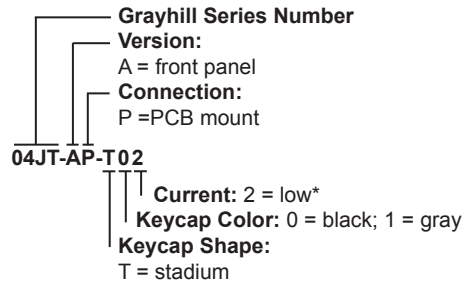 Grayhill Series Number
Version:
A = front panel
Connection:
P =PCB mount
04JT-AP-T02
Current: 2 = low*
Keycap Color: 0 = black; 1 = gray
Keycap Shape:
T = stadium